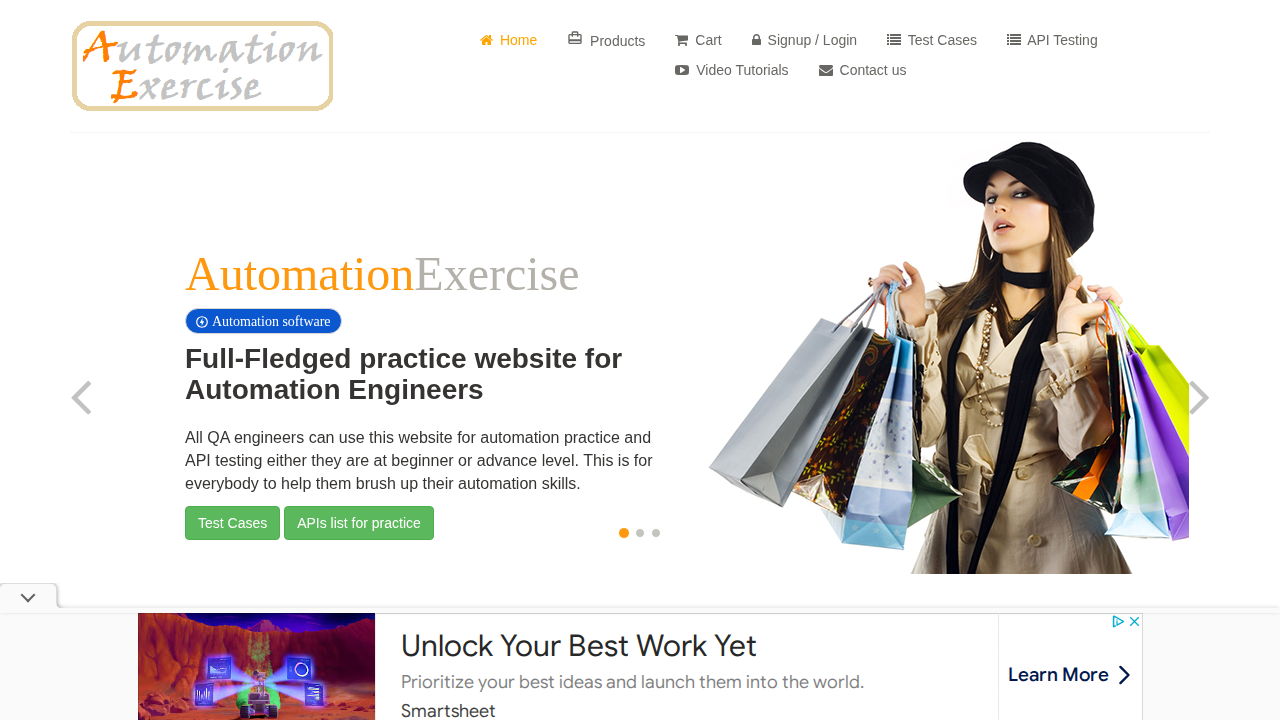 Automation
Exercise
Home
Products
Cart
Signup / Login
Test Cases
API Testing
Video Tutorials
Contact us
AutomationExercise
Automation software
Full-Fledged practice website for
Automation Engineers
All QA engineers can use this website for automation practice and
API testing either they are at beginner or advance level. This is for
everybody to help them brush up their automation skills.
Test Cases
APIs list for practice
Unlock Your Best Work Yet
Prioritize your best ideas and launch them into the world.
Smartsheet
Learn More